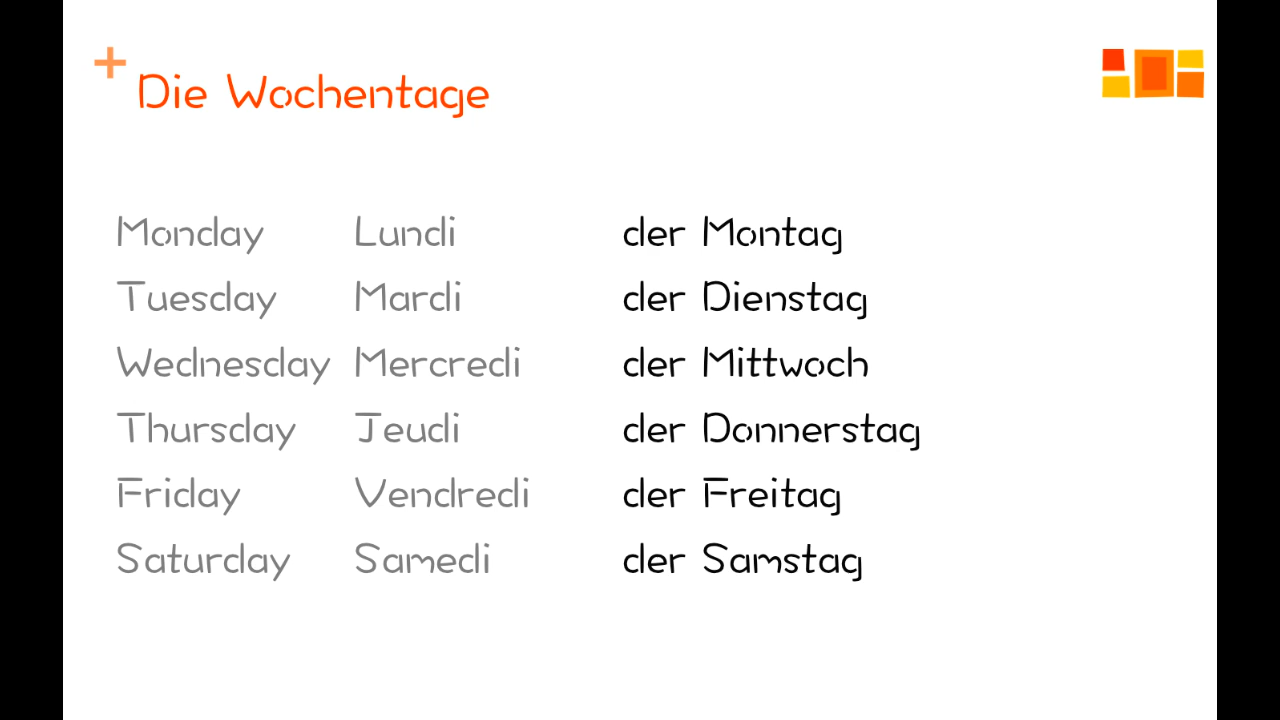 + Die Wochentage
Monday Lundi der Montag
Tuesday Mardi der Dienstag
Wednesday Mercredi der Mittwoch
Thursday Jeudi der Donnerstag
Friday Vendredi der Freitag
Saturday Samedi der Samstag